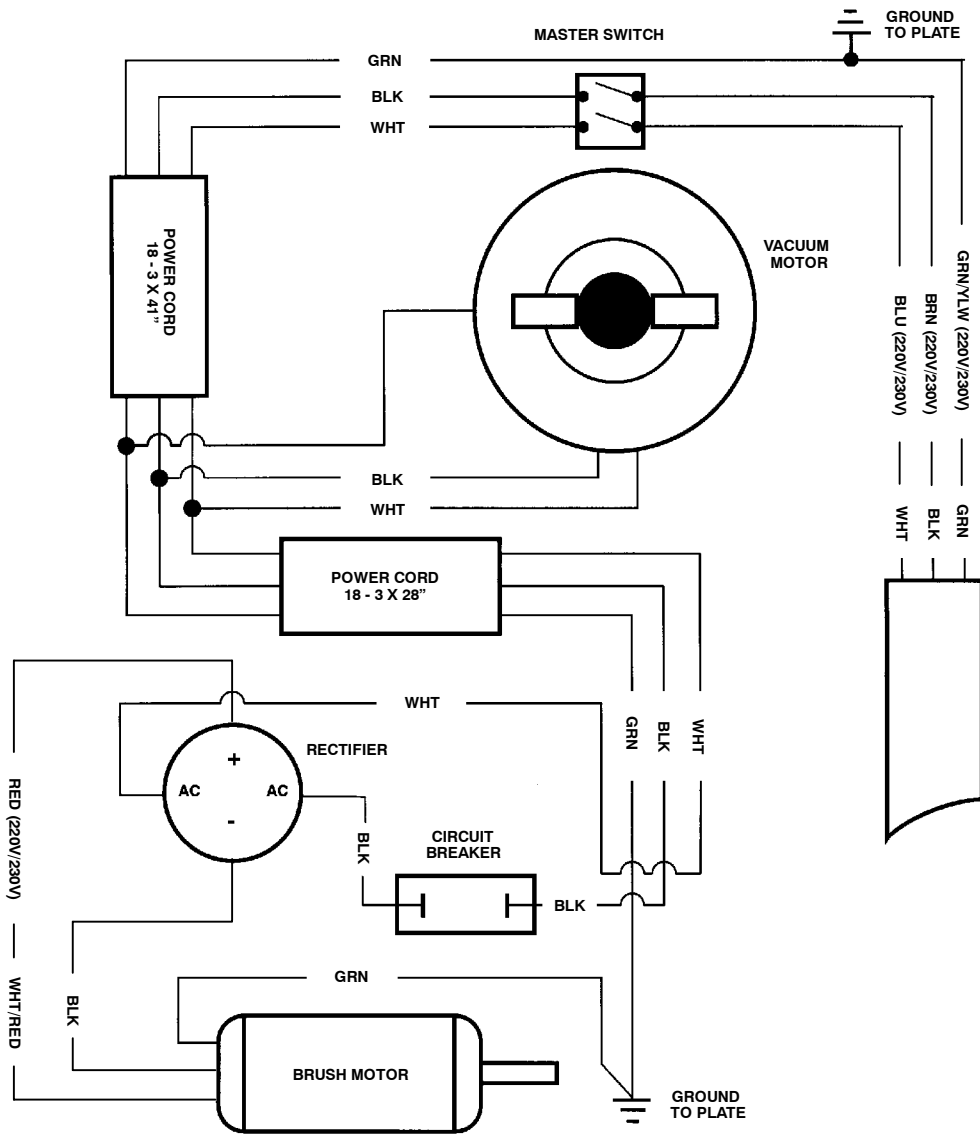 GROUND
TO PLATE
MASTER SWITCH
GRN
BLK
WHT
VACUUM
MOTOR
POWER CORD
18 - 3 X 41”
GRN/YLW (220V/230V)
BRN (220V/230V)
BLU (220V/230V)
BLK
WHT
WHT
BLK
GRN
POWER CORD
18 - 3 X 28”
WHT
GRN
BLK
WHT
RECTIFIER
+
AC
AC
-
RED (220V/230V)
BLK
CIRCUIT
BREAKER
BLK
GRN
WHT/RED
BLK
BRUSH MOTOR
GROUND
TO PLATE